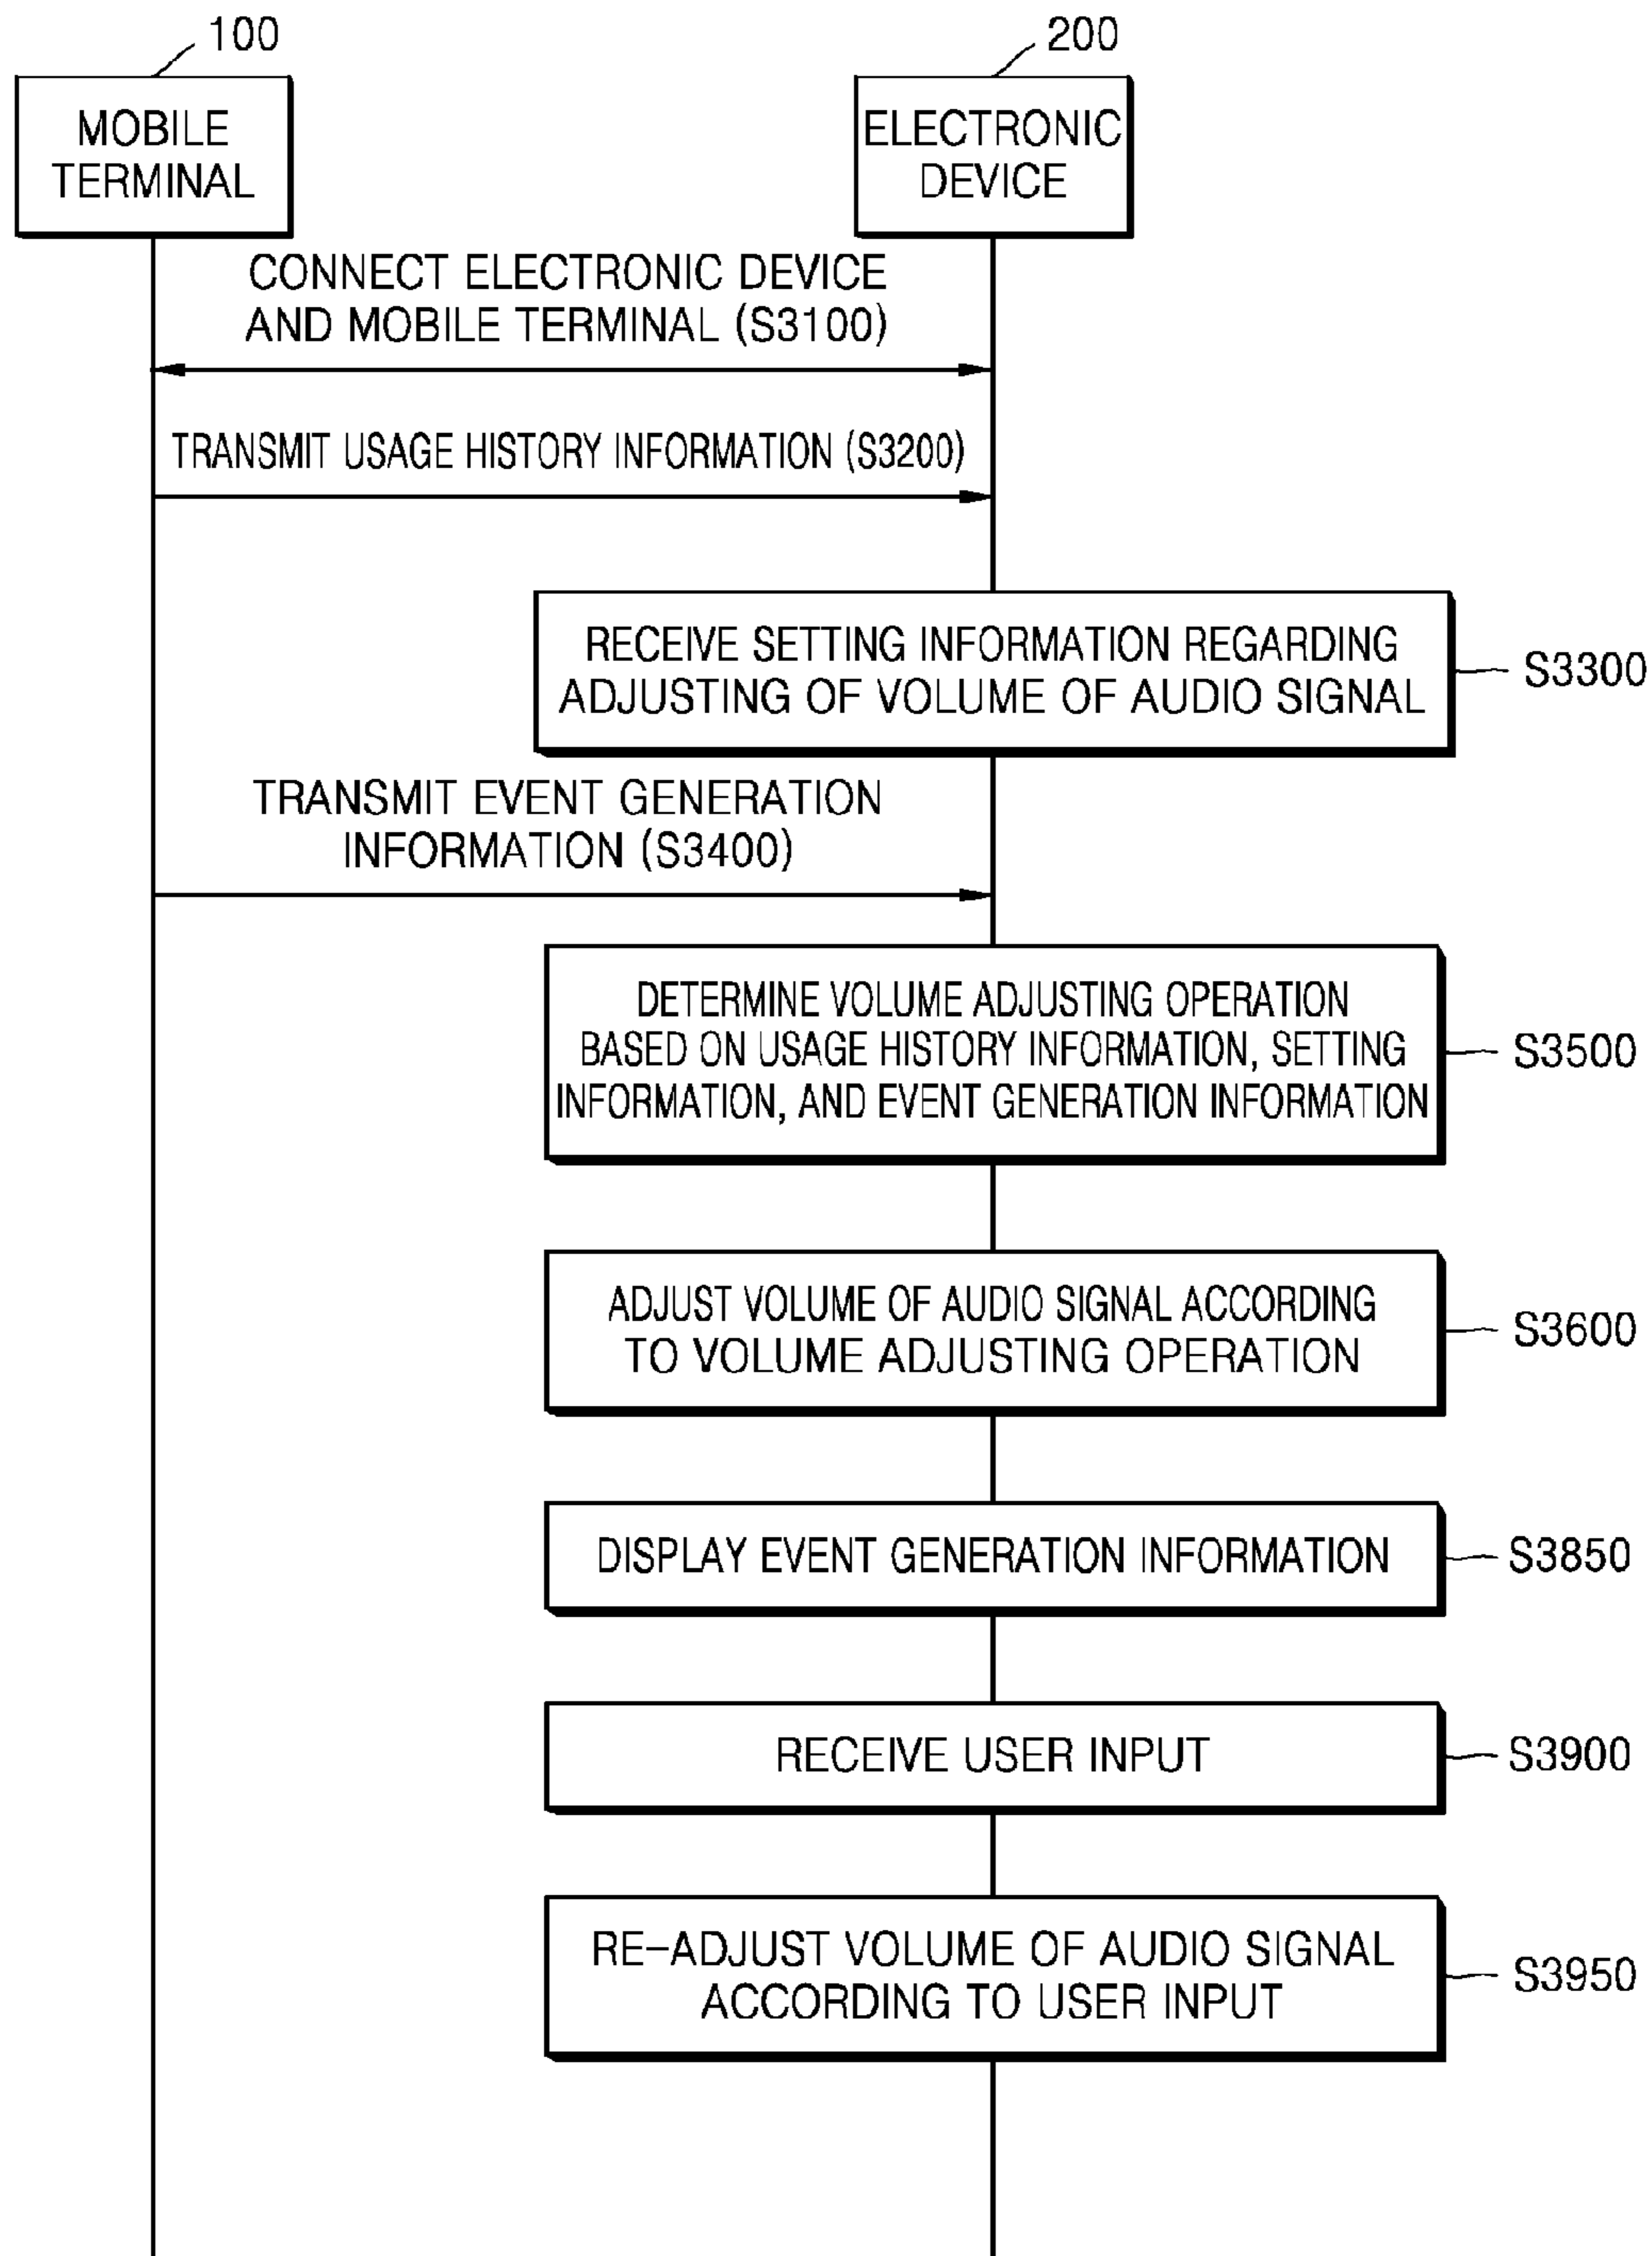 100
200
MOBILE
TERMINAL
ELECTRONIC
DEVICE
CONNECT ELECTRONIC DEVICE
AND MOBILE TERMINAL (S3100)
TRANSMIT USAGE HISTORY INFORMATION (S3200)
RECEIVE SETTING INFORMATION REGARDING
ADJUSTING OF VOLUME OF AUDIO SIGNAL
S3300
TRANSMIT EVENT GENERATION
INFORMATION (S3400)
DETERMINE VOLUME ADJUSTING OPERATION
BASED ON USAGE HISTORY INFORMATION, SETTING
INFORMATION, AND EVENT GENERATION INFORMATION
S3500
ADJUST VOLUME OF AUDIO SIGNAL ACCORDING
TO VOLUME ADJUSTING OPERATION
S3600
DISPLAY EVENT GENERATION INFORMATION
S3850
RECEIVE USER INPUT
S3900
RE-ADJUST VOLUME OF AUDIO SIGNAL
ACCORDING TO USER INPUT
S3950